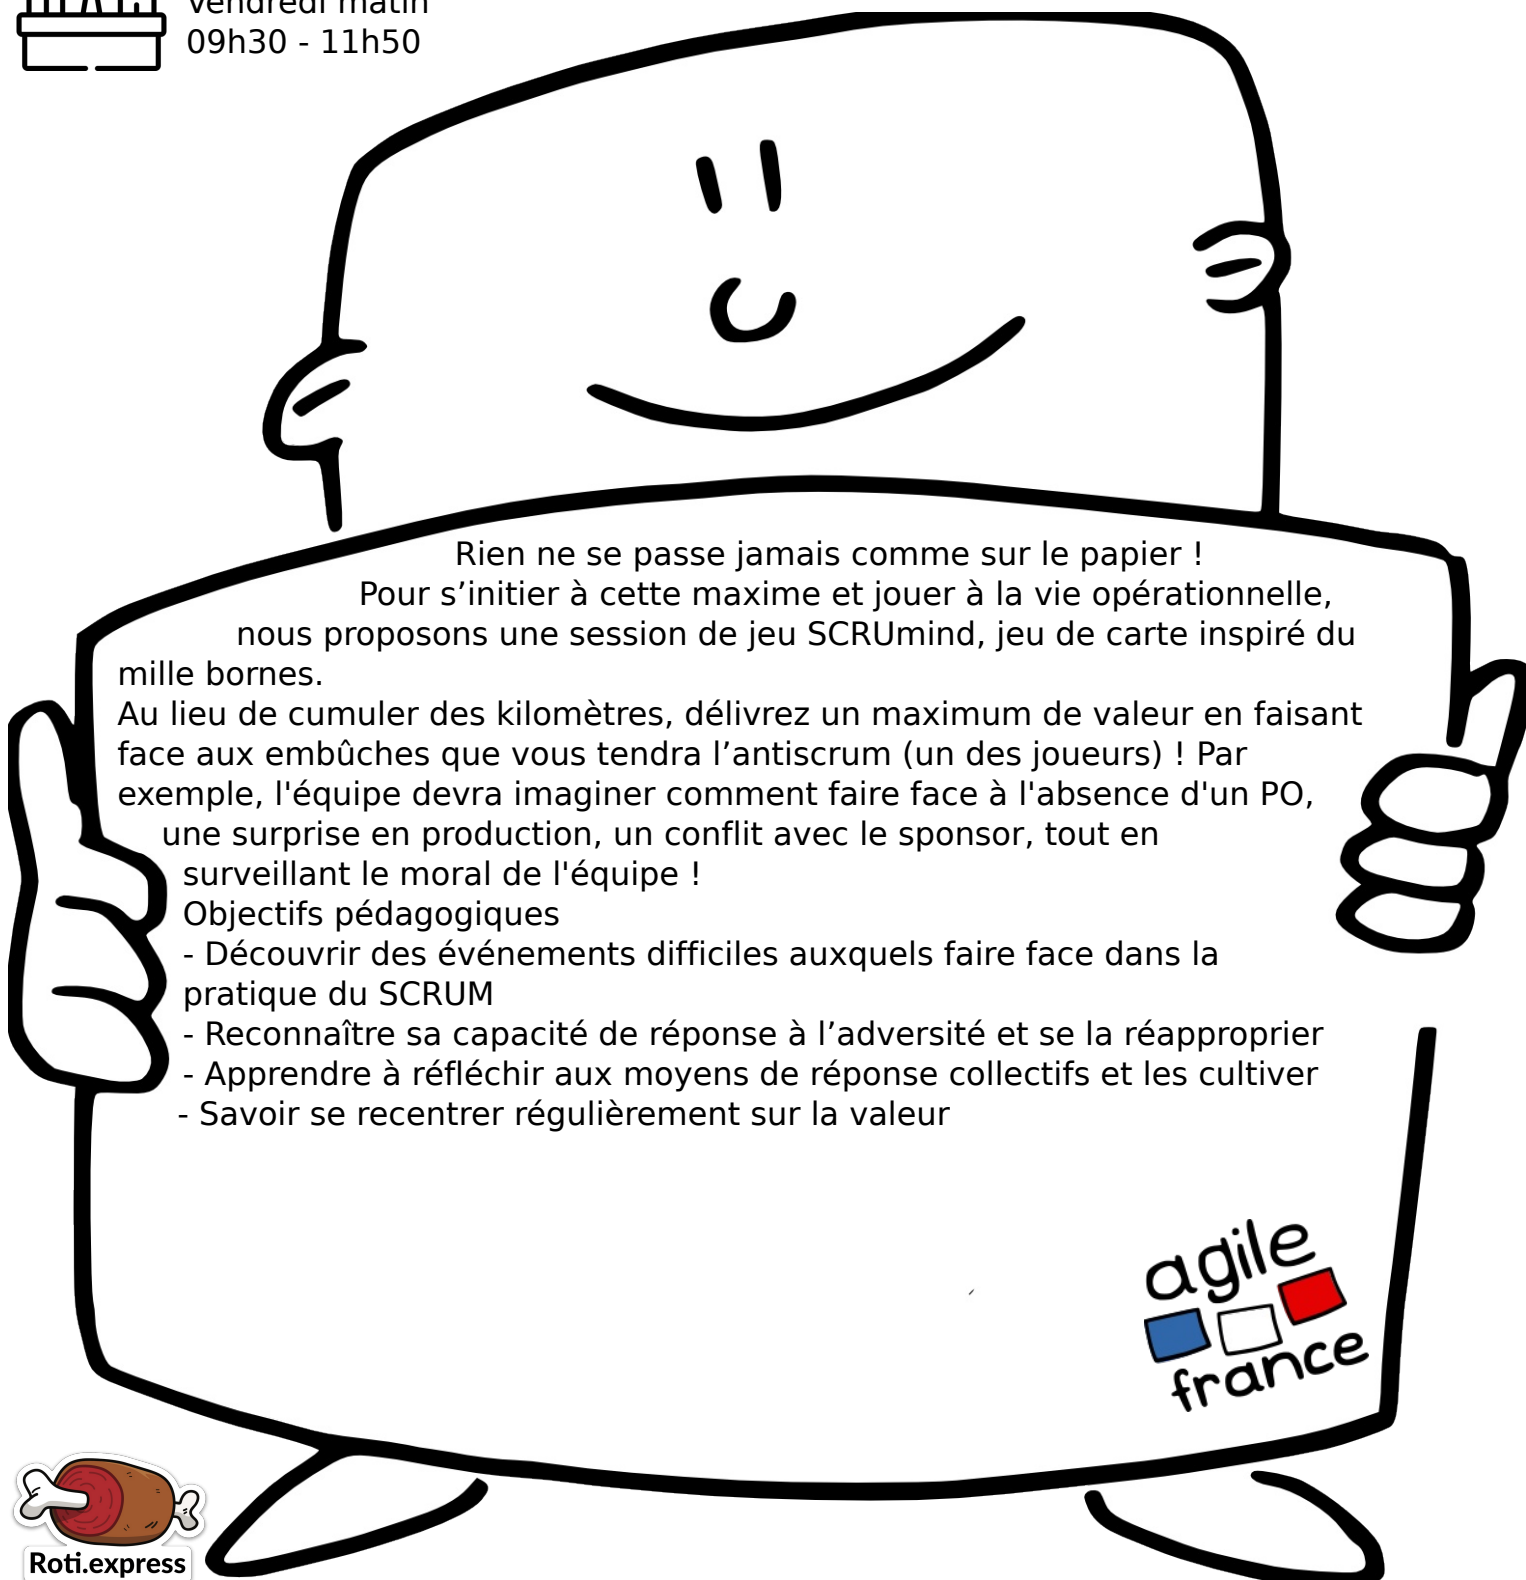 Vendredi matin
09h30 - 11h50
Rien ne se passe jamais comme sur le papier !
Pour s’initier à cette maxime et jouer à la vie opérationnelle,
nous proposons une session de jeu SCRUmind, jeu de carte inspiré du
mille bornes.
Au lieu de cumuler des kilomètres, délivrez un maximum de valeur en faisant
face aux embûches que vous tendra l’antiscrum (un des joueurs) ! Par
exemple, l'équipe devra imaginer comment faire face à l'absence d'un PO,
une surprise en production, un conflit avec le sponsor, tout en
surveillant le moral de l'équipe !
Objectifs pédagogiques
- Découvrir des événements difficiles auxquels faire face dans la
pratique du SCRUM
- Reconnaître sa capacité de réponse à l’adversité et se la réapproprier
- Apprendre à réfléchir aux moyens de réponse collectifs et les cultiver
- Savoir se recentrer régulièrement sur la valeur
agile
france
Roti.express